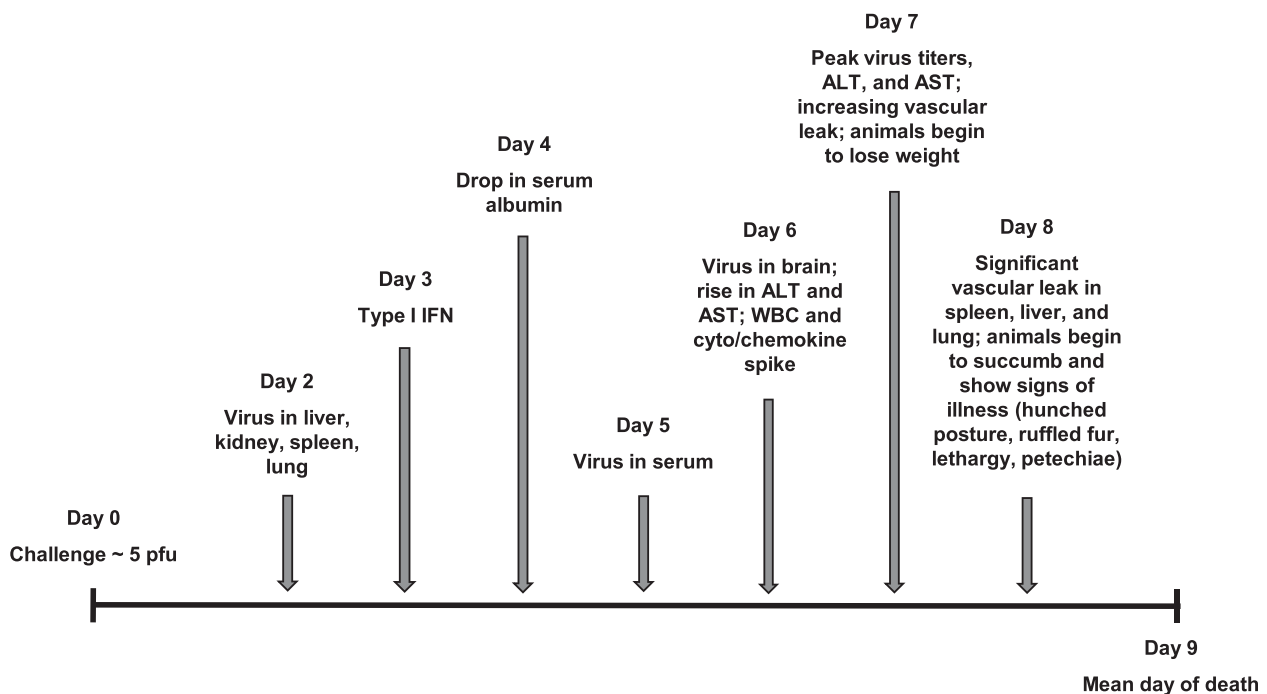 Day 0
Challenge ~ 5 pfu
Day 2
Virus in liver,
kidney, spleen,
lung
Day 3
Type I IFN
Day 4
Drop in serum
albumin
Day 5
Virus in serum
Day 6
Virus in brain;
rise in ALT and
AST; WBC and
cyto/chemokine
spike
Day 7
Peak virus titers,
ALT, and AST;
increasing vascular
leak; animals begin
to lose weight
Day 8
Significant
vascular leak in
spleen, liver, and
lung; animals begin
to succumb and
show signs of
illness (hunched
posture, ruffled fur,
lethargy, petechiae)
Day 9
Mean day of death